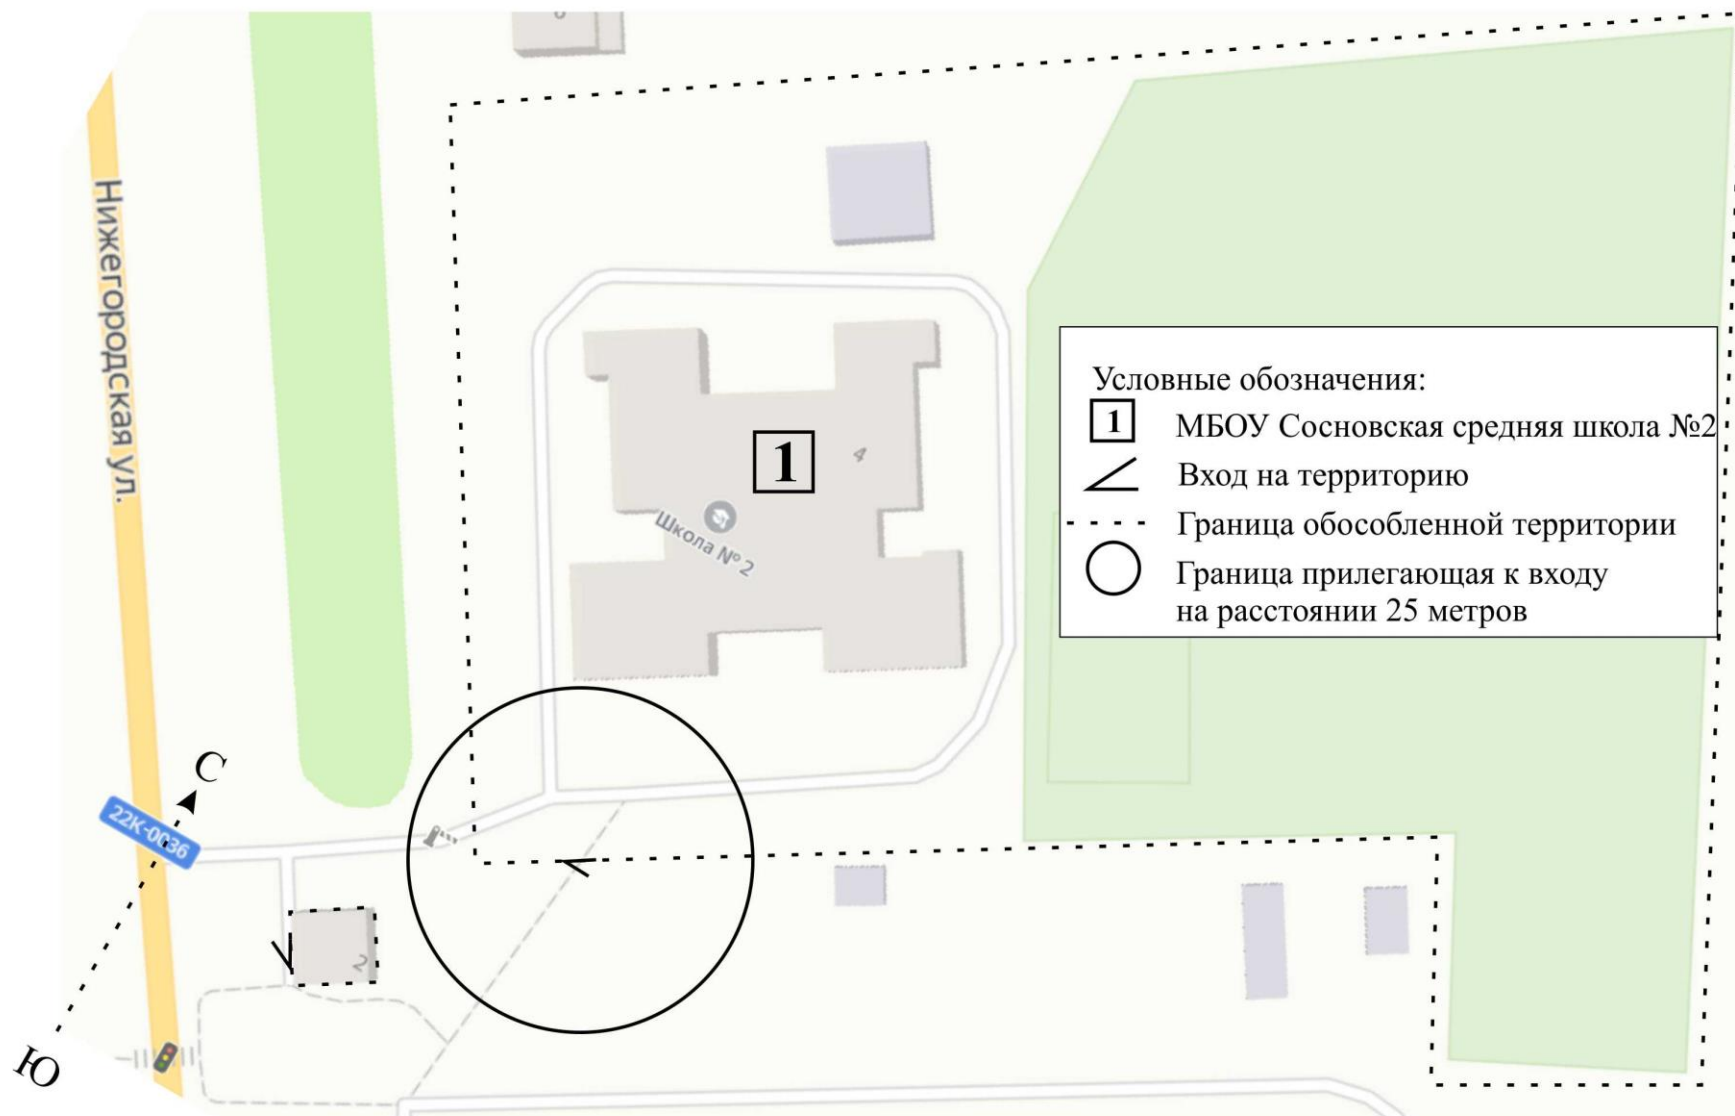 Нижегородская ул.
1
4
Школа № 2
Условные обозначения:
1 МБОУ Сосновская средняя школа №2
Вход на территорию
Граница обособленной территории
Граница прилегающая к входу
на расстоянии 25 метров
С
22К-0036
2
Ю